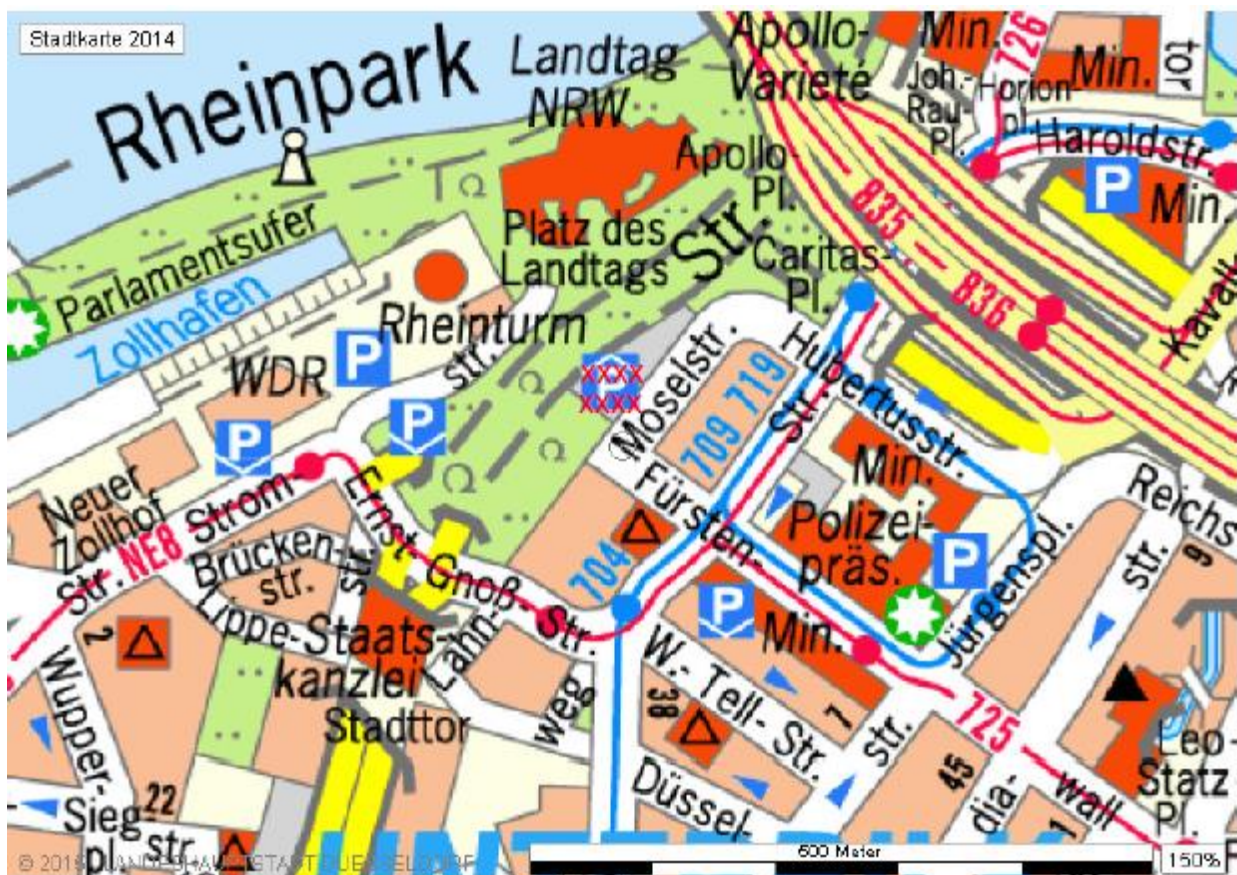 Stadtkarte 2014
Rheinpark
Landtag
NRW
Apollo-
Varieté
Min.
726
Min.
tor
Joh.-
Rau-
Pl.
Horion-
pl.
Haroldstr.
P
Min.
Apollo-
Pl.
835
836
Parlamentsufer
Zollhafen
Platz des
Landtags
Str.
Caritas-
Pl.
Rheinturm
WDR
P
str.
P
XXXX
XXXX
Moselstr.
709 719
Hubertusstr.
Str.
P
P
Neuer
Zollhof
Strom-
NE8
Str.
Ernst-
Gnoß-
Str.
Fürsten-
704
Min.
Polizei-
präs.
P
Jürgenspl.
Reichs
str.
6
Brücken-
str.
str.
Lippe-
Staats-
kanzlei
Lahn-
weg
Stadttor
P
Min.
W.-Tell-Str.
7
38
2
Wupper-
22
Sieg-
pl.
str.
Düssel-
str.
45
725
dia-
wall
1
Leo-
Statz
Pl.
600 Meter
150%